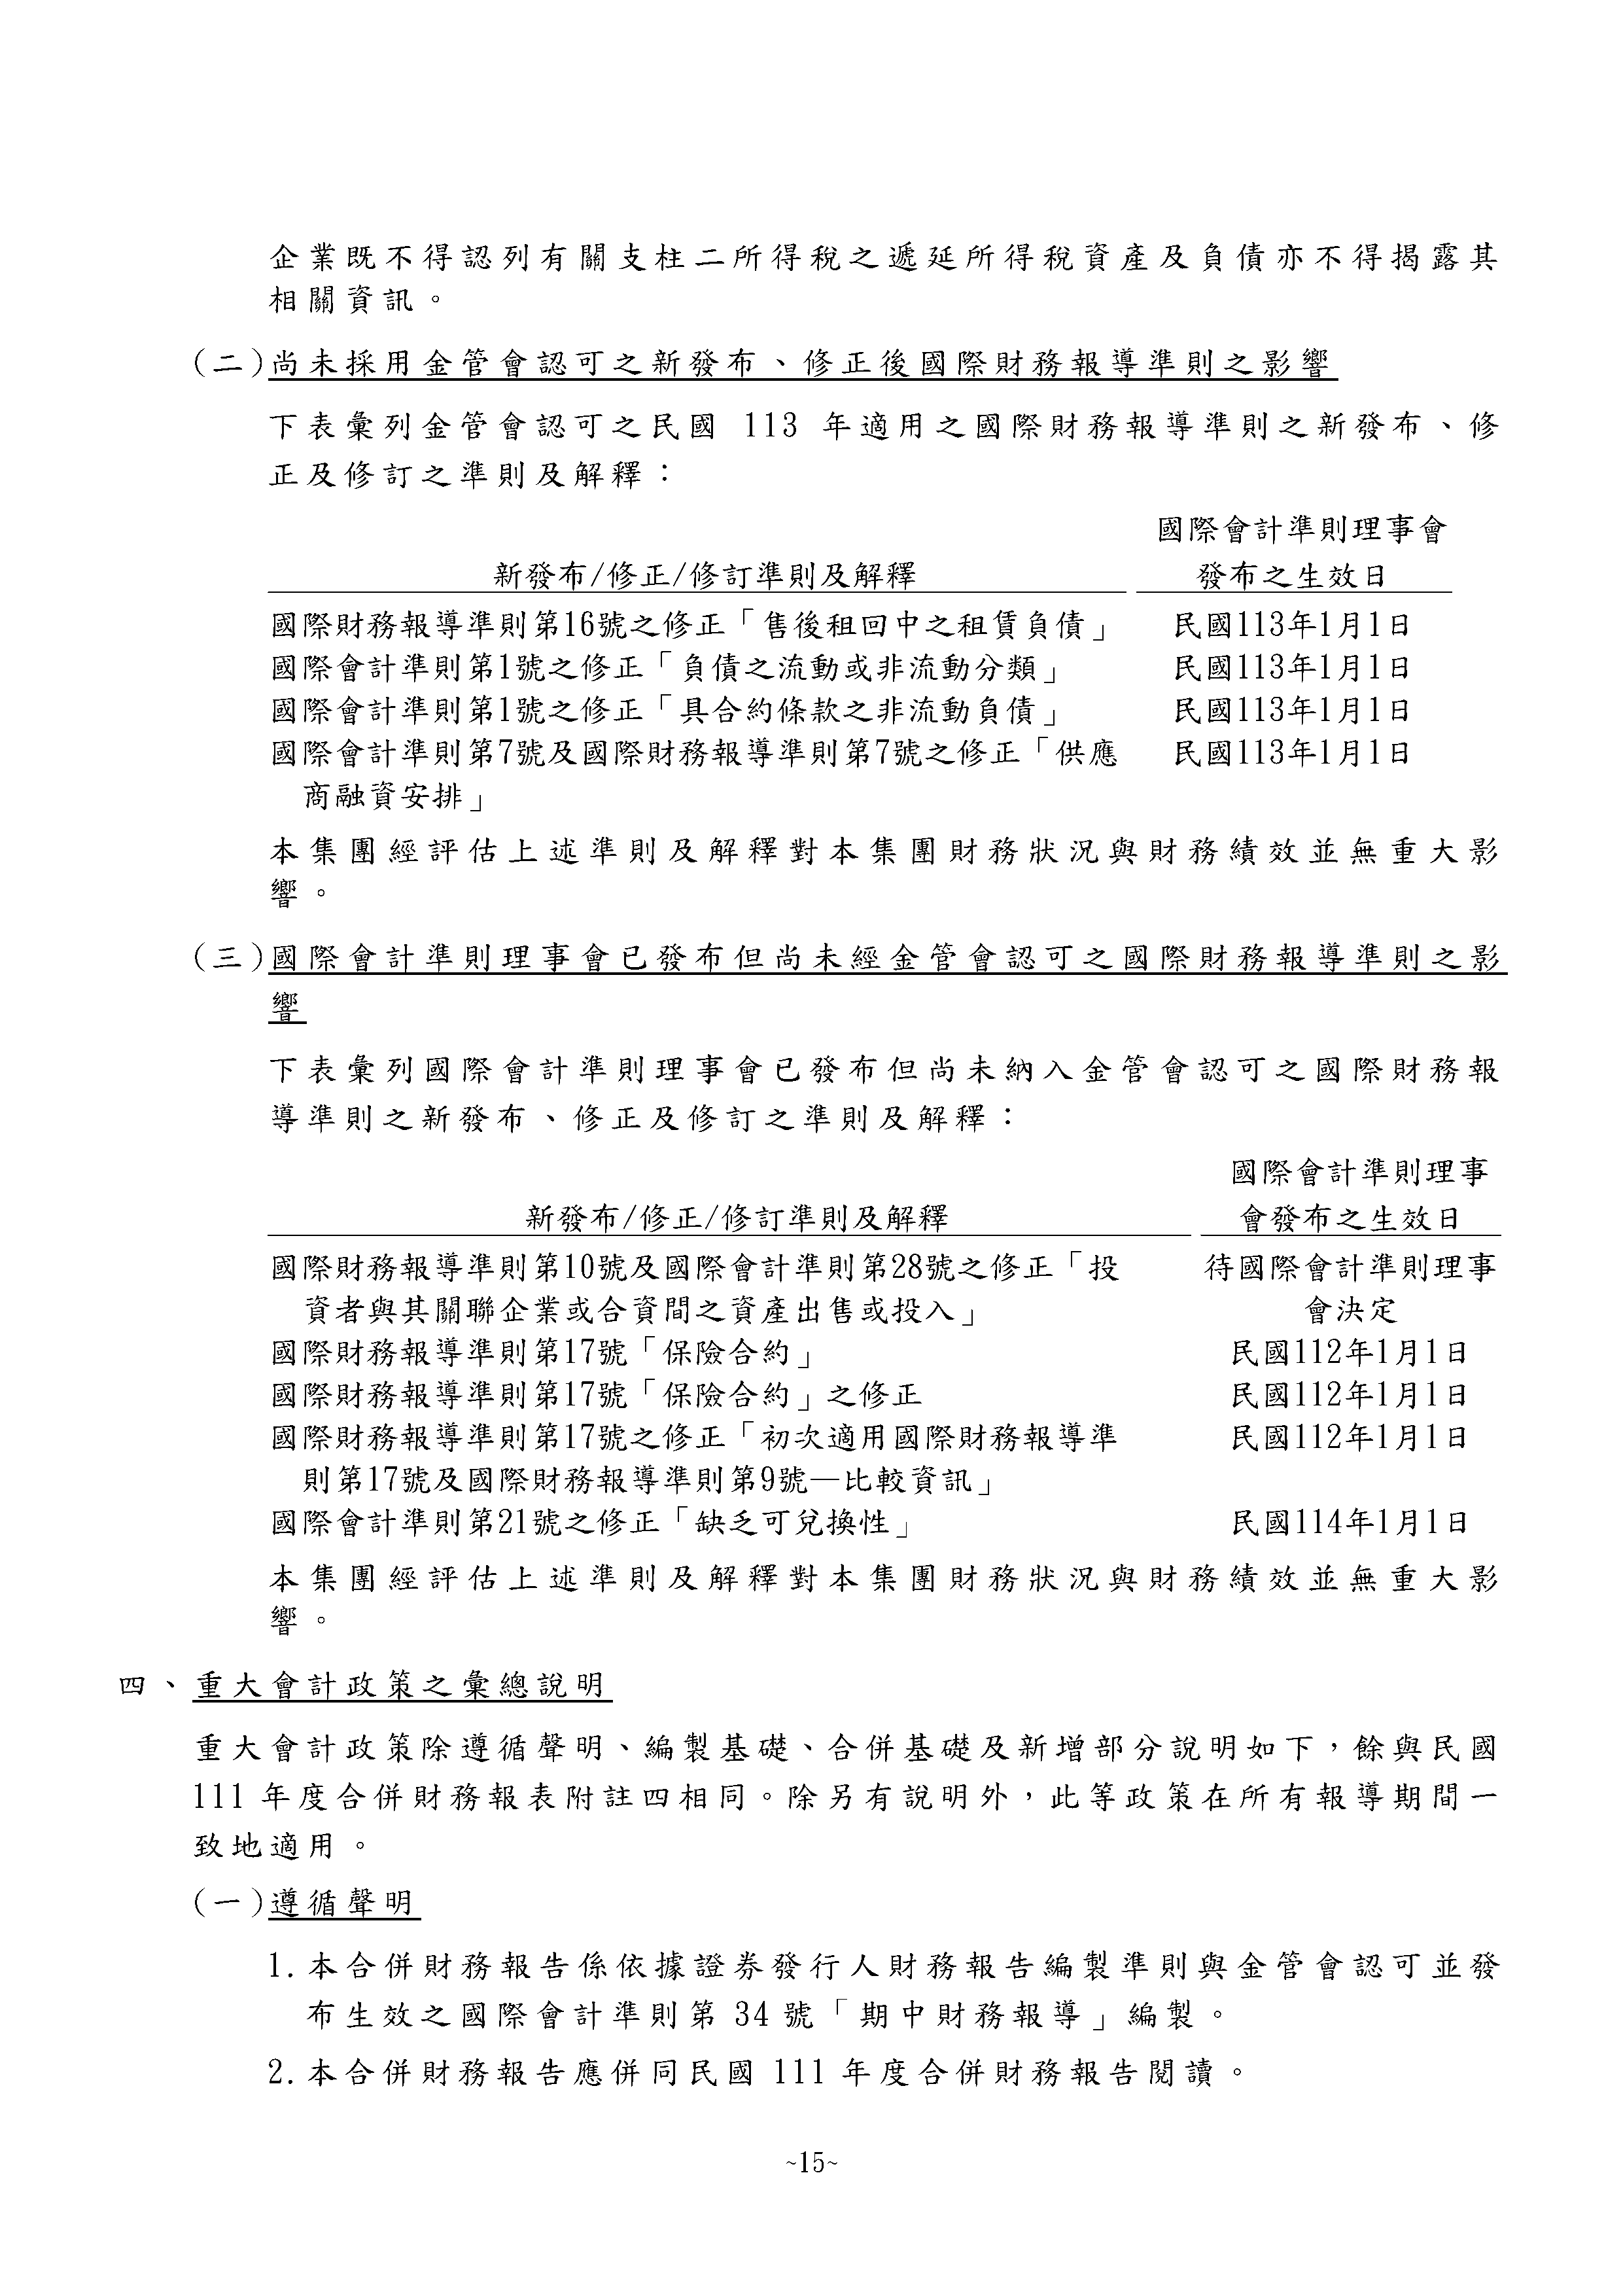 企業既不得認列有關支柱二所得稅之遞延所得稅資產及負債亦不得揭露其
相關資訊。
(二)尚未採用金管會認可之新發布、修正後國際財務報導準則之影響
下表彙列金管會認可之民國 113 年適用之國際財務報導準則之新發布、修
正及修訂之準則及解釋：
國際會計準則理事會
新發布/修正/修訂準則及解釋 發布之生效日
國際財務報導準則第16號之修正「售後租回中之租賃負債」 民國113年1月1日
國際會計準則第1號之修正「負債之流動或非流動分類」 民國113年1月1日
國際會計準則第1號之修正「具合約條款之非流動負債」 民國113年1月1日
國際會計準則第7號及國際財務報導準則第7號之修正「供應 民國113年1月1日
商融資安排」
本集團經評估上述準則及解釋對本集團財務狀況與財務績效並無重大影
響。
(三)國際會計準則理事會已發布但尚未經金管會認可之國際財務報導準則之影
響
下表彙列國際會計準則理事會已發布但尚未納入金管會認可之國際財務報
導準則之新發布、修正及修訂之準則及解釋：
國際會計準則理事
新發布/修正/修訂準則及解釋 會發布之生效日
國際財務報導準則第10號及國際會計準則第28號之修正「投 待國際會計準則理事
資者與其關聯企業或合資間之資產出售或投入」 會決定
國際財務報導準則第17號「保險合約」 民國112年1月1日
國際財務報導準則第17號「保險合約」之修正 民國112年1月1日
國際財務報導準則第17號之修正「初次適用國際財務報導準 民國112年1月1日
則第17號及國際財務報導準則第9號—比較資訊」
國際會計準則第21號之修正「缺乏可兌換性」 民國114年1月1日
本集團經評估上述準則及解釋對本集團財務狀況與財務績效並無重大影
響。
四、重大會計政策之彙總說明
重大會計政策除遵循聲明、編製基礎、合併基礎及新增部分說明如下，餘與民國
111 年度合併財務報表附註四相同。除另有說明外，此等政策在所有報導期間一
致地適用。
(一)遵循聲明
1.本合併財務報告係依據證券發行人財務報告編製準則與金管會認可並發
布生效之國際會計準則第 34 號「期中財務報導」編製。
2.本合併財務報告應併同民國 111 年度合併財務報告閱讀。
~15~